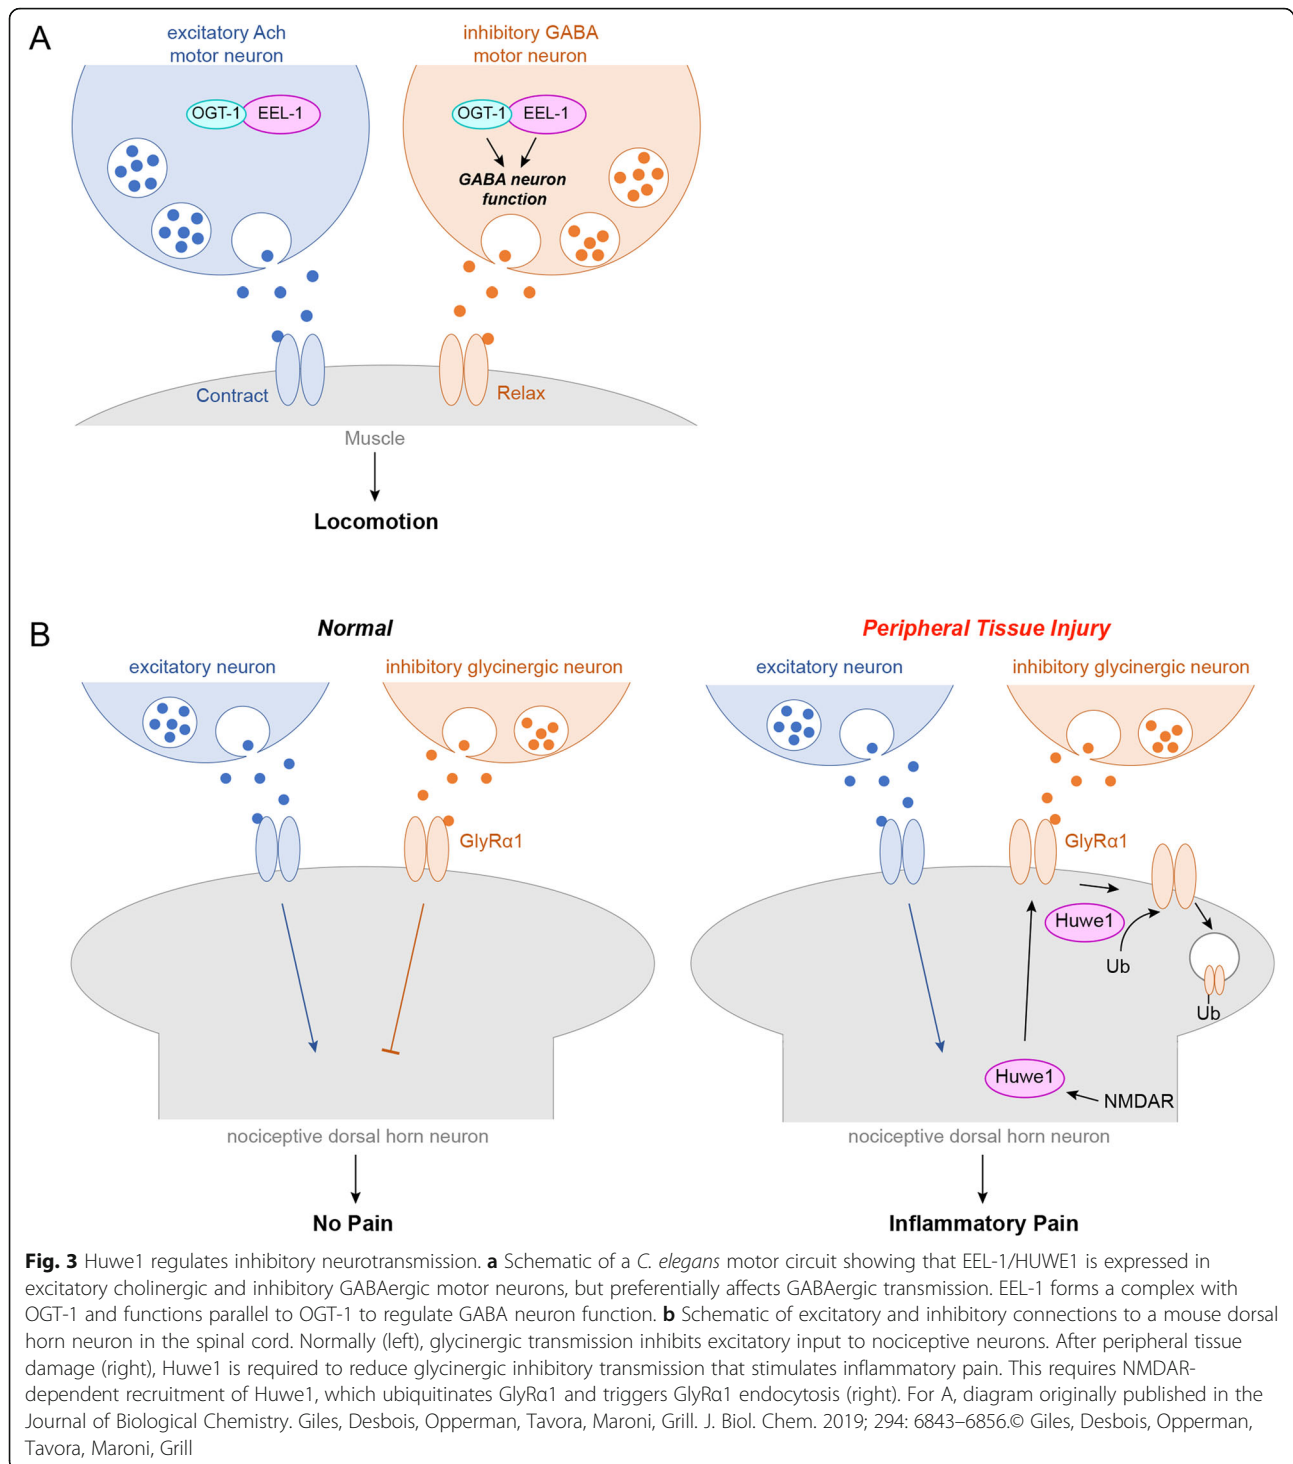 A
excitatory Ach
motor neuron
inhibitory GABA
motor neuron
OGT-1
EEL-1
OGT-1
EEL-1
GABA neuron
function
Contract
Relax
Muscle
Locomotion
B
Normal
Peripheral Tissue Injury
excitatory neuron
inhibitory glycinergic neuron
excitatory neuron
inhibitory glycinergic neuron
GlyRα1
GlyRα1
Huwe1
Ub
Ub
Huwe1
NMDAR
nociceptive dorsal horn neuron
nociceptive dorsal horn neuron
No Pain
Inflammatory Pain
Fig. 3 Huwe1 regulates inhibitory neurotransmission. a Schematic of a C. elegans motor circuit showing that EEL-1/HUWE1 is expressed in
excitatory cholinergic and inhibitory GABAergic motor neurons, but preferentially affects GABAergic transmission. EEL-1 forms a complex with
OGT-1 and functions parallel to OGT-1 to regulate GABA neuron function. b Schematic of excitatory and inhibitory connections to a mouse dorsal
horn neuron in the spinal cord. Normally (left), glycinergic transmission inhibits excitatory input to nociceptive neurons. After peripheral tissue
damage (right), Huwe1 is required to reduce glycinergic inhibitory transmission that stimulates inflammatory pain. This requires NMDAR-
dependent recruitment of Huwe1, which ubiquitinates GlyRα1 and triggers GlyRα1 endocytosis (right). For A, diagram originally published in the
Journal of Biological Chemistry. Giles, Desbois, Opperman, Tavora, Maroni, Grill. J. Biol. Chem. 2019; 294: 6843–6856.© Giles, Desbois, Opperman,
Tavora, Maroni, Grill